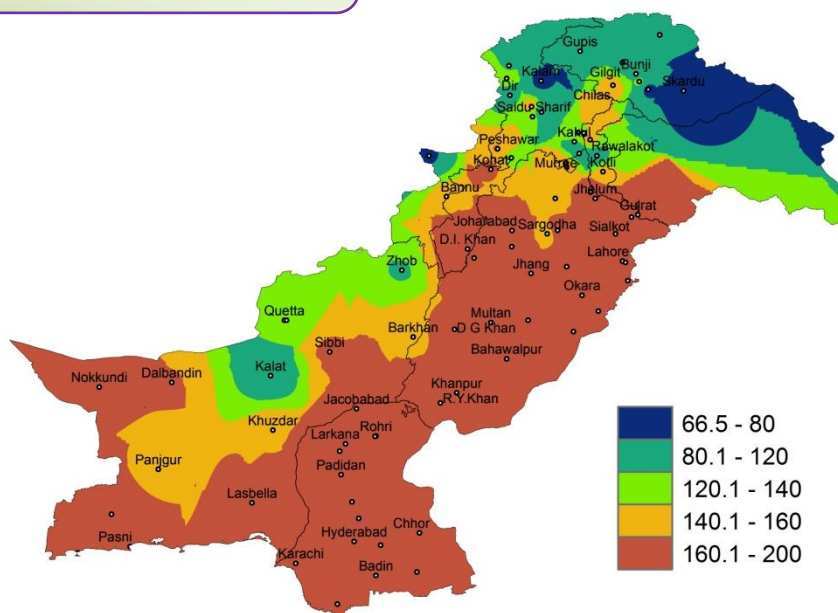 Gupis
Kalam
Gilgit
Bunji
Skardu
Dir
Chilas
Saidu Sharif
Peshawar
Kakul
Rawalakot
Kohat
Murree
Kotli
Bannu
Jhelum
Gujrat
Joharabad
Sargodha
Sialkot
D.I. Khan
Lahore
Zhob
Jhang
Okara
Quetta
Multan
D G Khan
Barkhan
Sibbi
Bahawalpur
Kalat
Dalbandin
Nokkundi
Khanpur
R.Y.Khan
Jacobabad
Khuzdar
Rohri
Larkana
Panjgur
Padidan
Lasbella
Pasni
Hyderabad
Chhor
Karachi
Badin
66.5 - 80
80.1 - 120
120.1 - 140
140.1 - 160
160.1 - 200